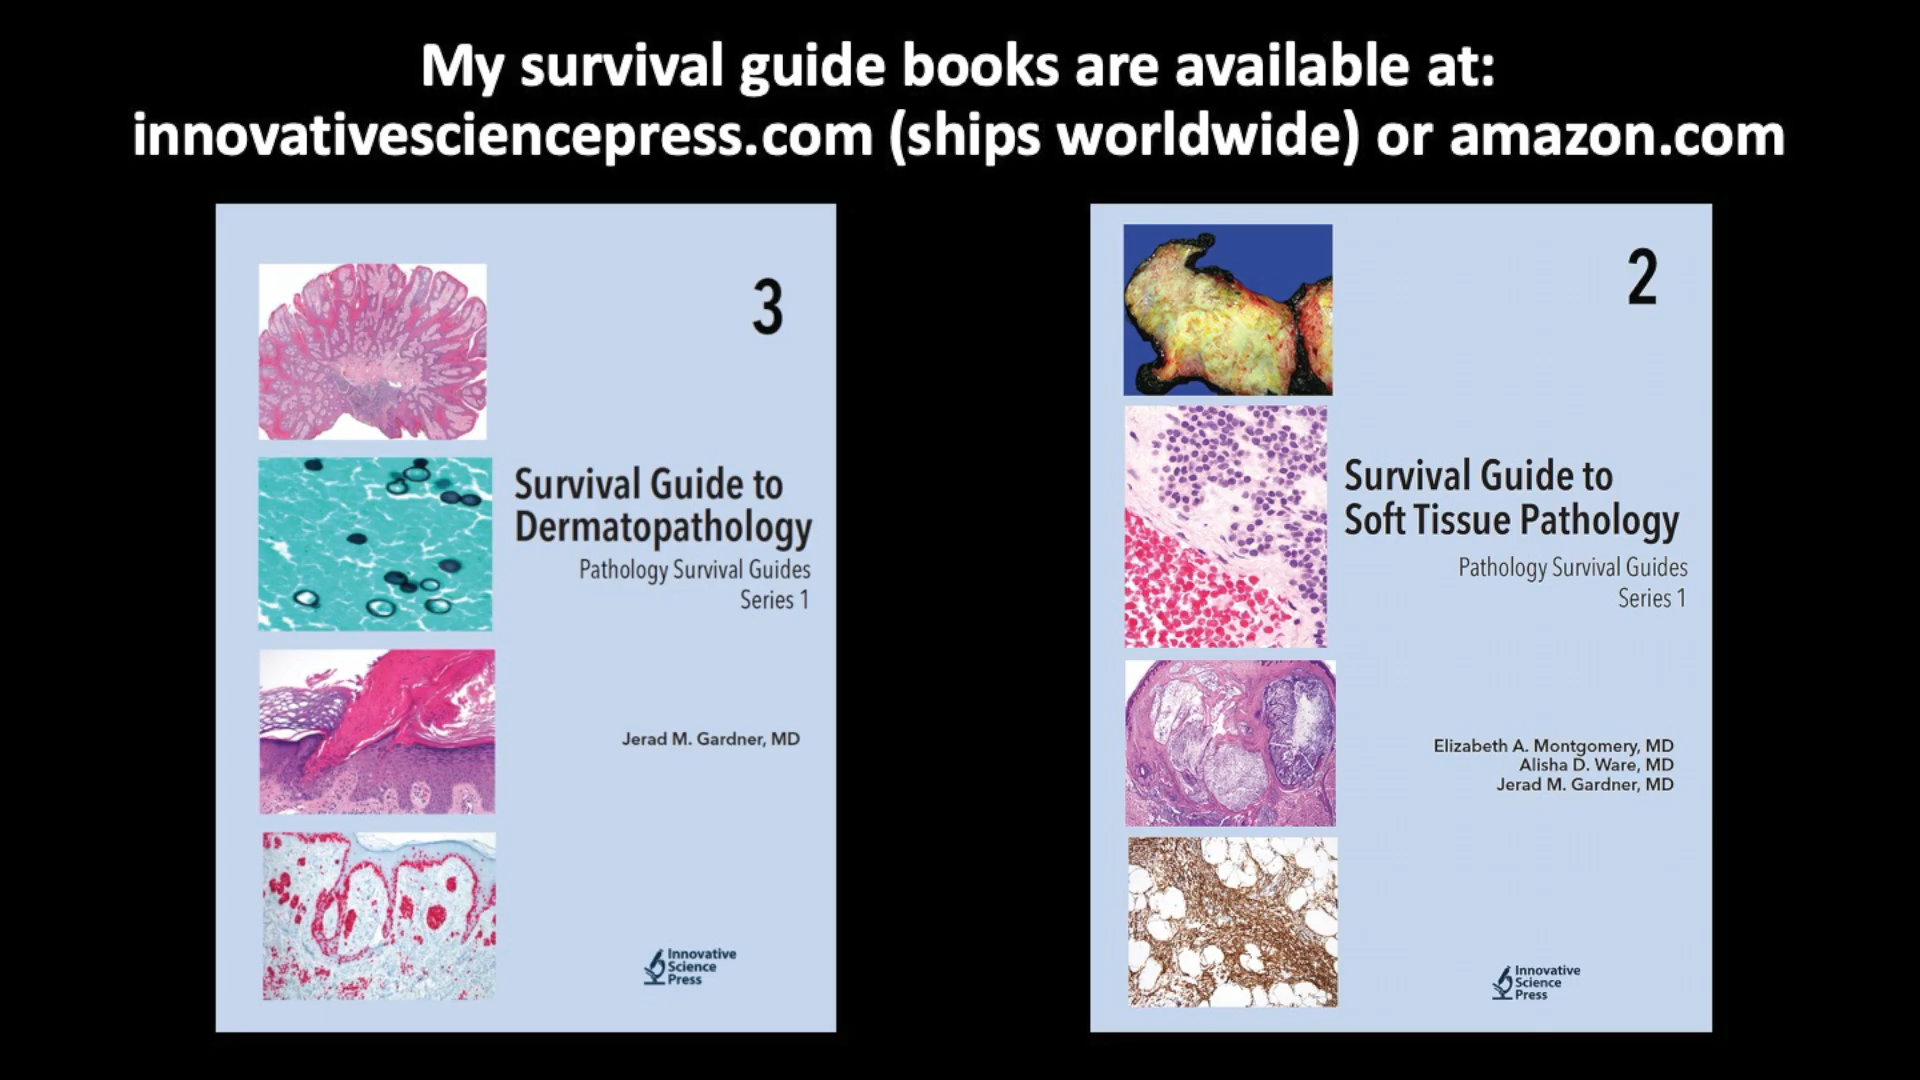 My survival guide books are available at:
innovativesciencepress.com (ships worldwide) or amazon.com
3
Survival Guide to
Dermatopathology
Pathology Survival Guides
Series 1
Jerad M. Gardner, MD
Innovative
Science
Press
2
Survival Guide to
Soft Tissue Pathology
Pathology Survival Guides
Series 1
Elizabeth A. Montgomery, MD
Alisha D. Ware, MD
Jerad M. Gardner, MD
Innovative
Science
Press